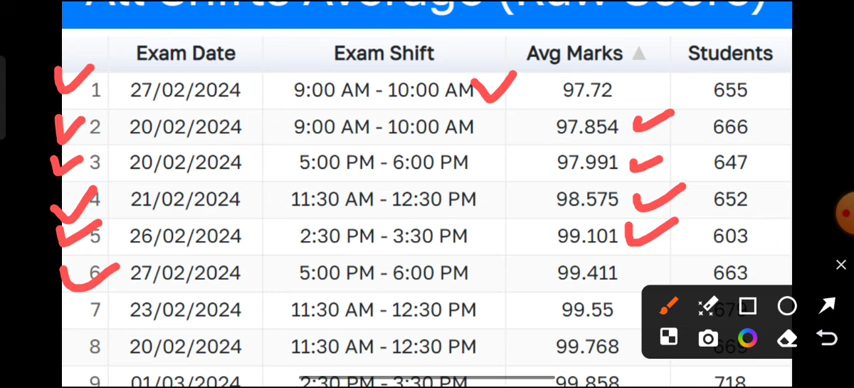 All Shifts Average (Raw Score)
Exam Date Exam Shift Avg Marks Students
1 27/02/2024 9:00 AM - 10:00 AM 97.72 655
2 20/02/2024 9:00 AM - 10:00 AM 97.854 666
3 20/02/2024 5:00 PM - 6:00 PM 97.991 647
4 21/02/2024 11:30 AM - 12:30 PM 98.575 652
5 26/02/2024 2:30 PM - 3:30 PM 99.101 603
6 27/02/2024 5:00 PM - 6:00 PM 99.411 663
7 23/02/2024 11:30 AM - 12:30 PM 99.55
8 20/02/2024 11:30 AM - 12:30 PM 99.768
9 01/03/2024 2:30 PM - 3:30 PM 99.858 718